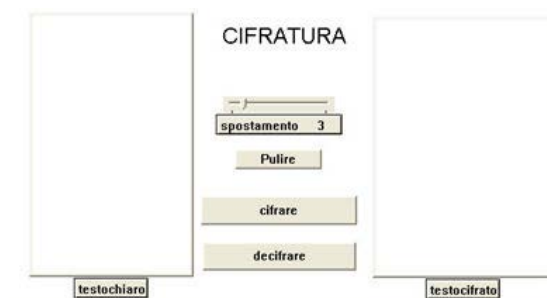 CIFRATURA
spostamento 3
Pulire
cifrare
decifrare
testochiaro
testocifrato